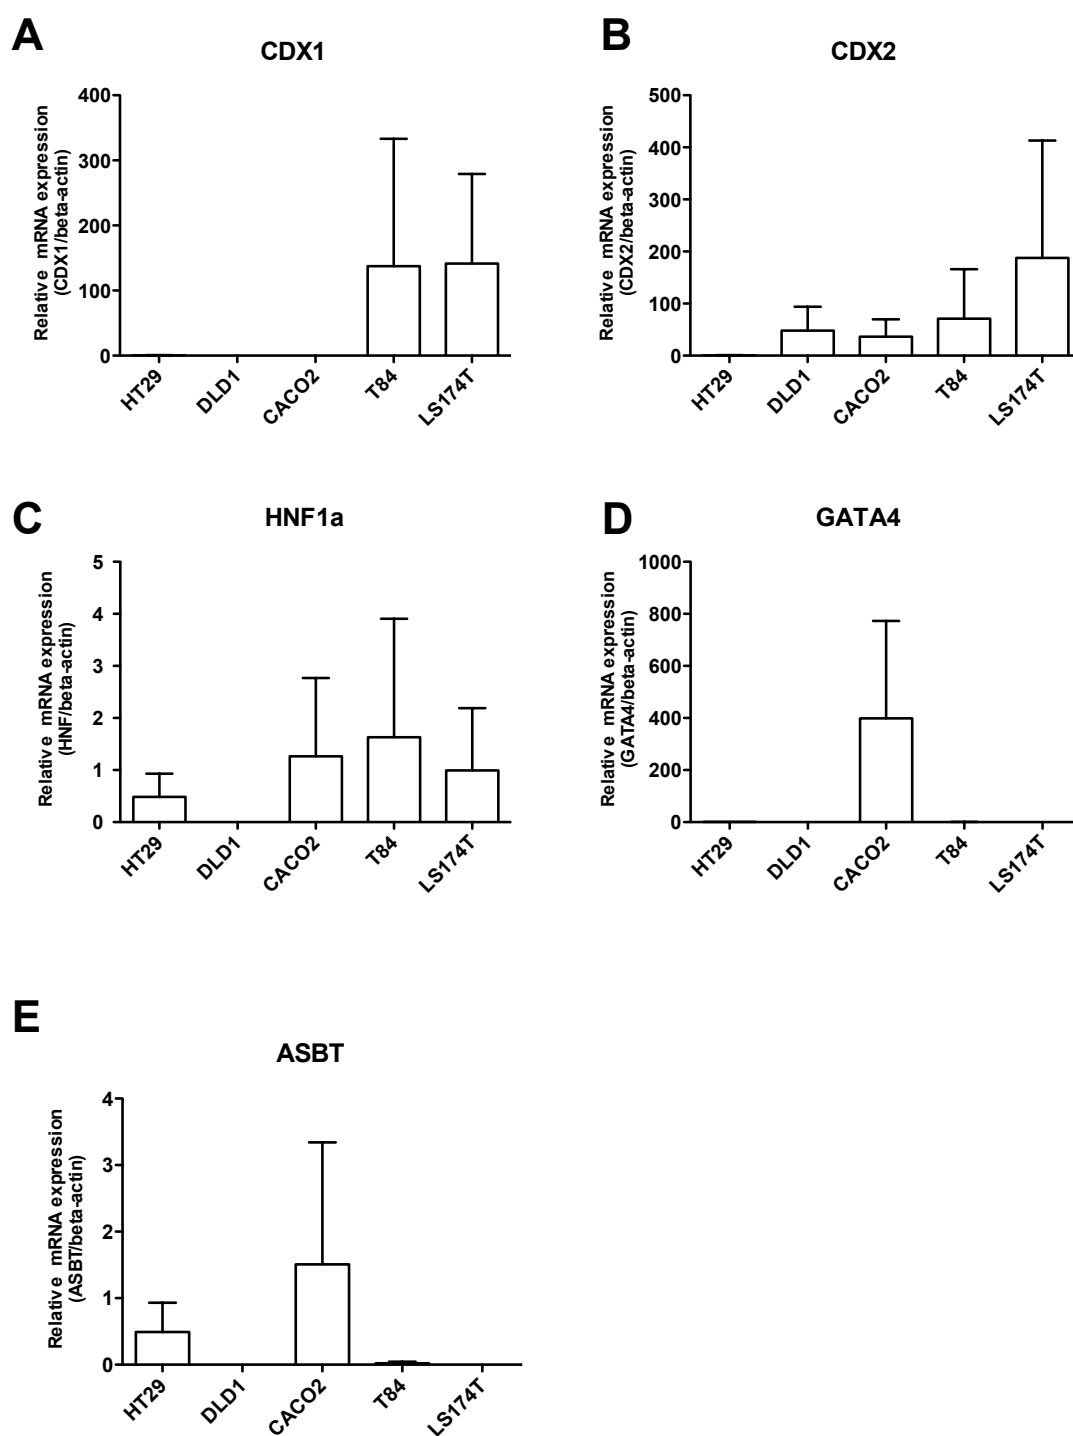 A
CDX1
Relative mRNA expression
(CDX1/beta-actin)
400
300
200
100
0
HT29
DLD1
CACO2
T84
LS174T
B
CDX2
Relative mRNA expression
(CDX2/beta-actin)
500
400
300
200
100
0
HT29
DLD1
CACO2
T84
LS174T
C
HNF1a
Relative mRNA expression
(HNF/beta-actin)
5
4
3
2
1
0
HT29
DLD1
CACO2
T84
LS174T
D
GATA4
Relative mRNA expression
(GATA4/beta-actin)
1000
800
600
400
200
0
HT29
DLD1
CACO2
T84
LS174T
E
ASBT
Relative mRNA expression
(ASBT/beta-actin)
4
3
2
1
0
HT29
DLD1
CACO2
T84
LS174T